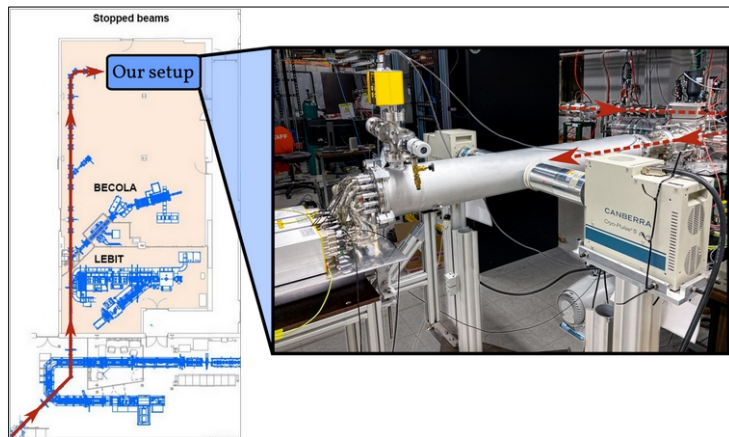 Stopped beams
Our setup
BECOLA
LEBIT
CANBERRA
Cryo-Pulse 5